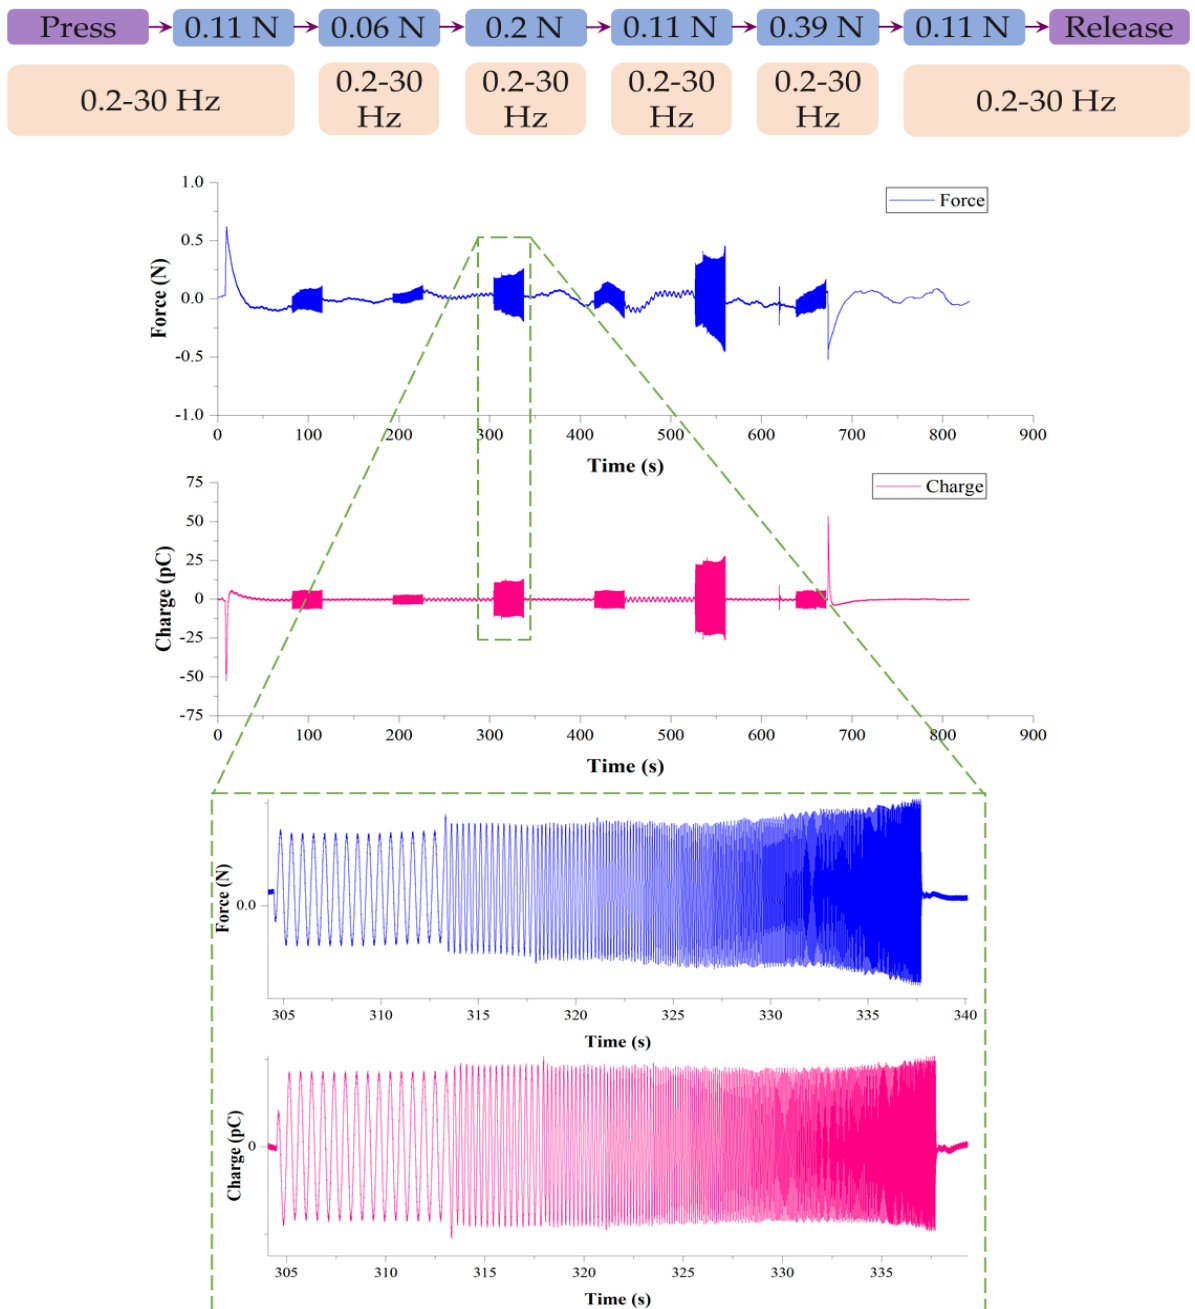 Press 0.11 N 0.06 N 0.2 N 0.11 N 0.39 N 0.11 N Release
0.2-30 Hz 0.2-30 Hz 0.2-30 Hz 0.2-30 Hz 0.2-30 Hz 0.2-30 Hz
1.0
Force
0.5
0.0
-0.5
-1.0
Force (N)
0 100 200 300 400 500 600 700 800 900
Time (s)
75
Charge
50
25
0
-25
-50
-75
Charge (pC)
0 100 200 300 400 500 600 700 800 900
Time (s)
Force (N)
0.0
305 310 315 320 325 330 335 340
Time (s)
Charge (pC)
0
305 310 315 320 325 330 335
Time (s)